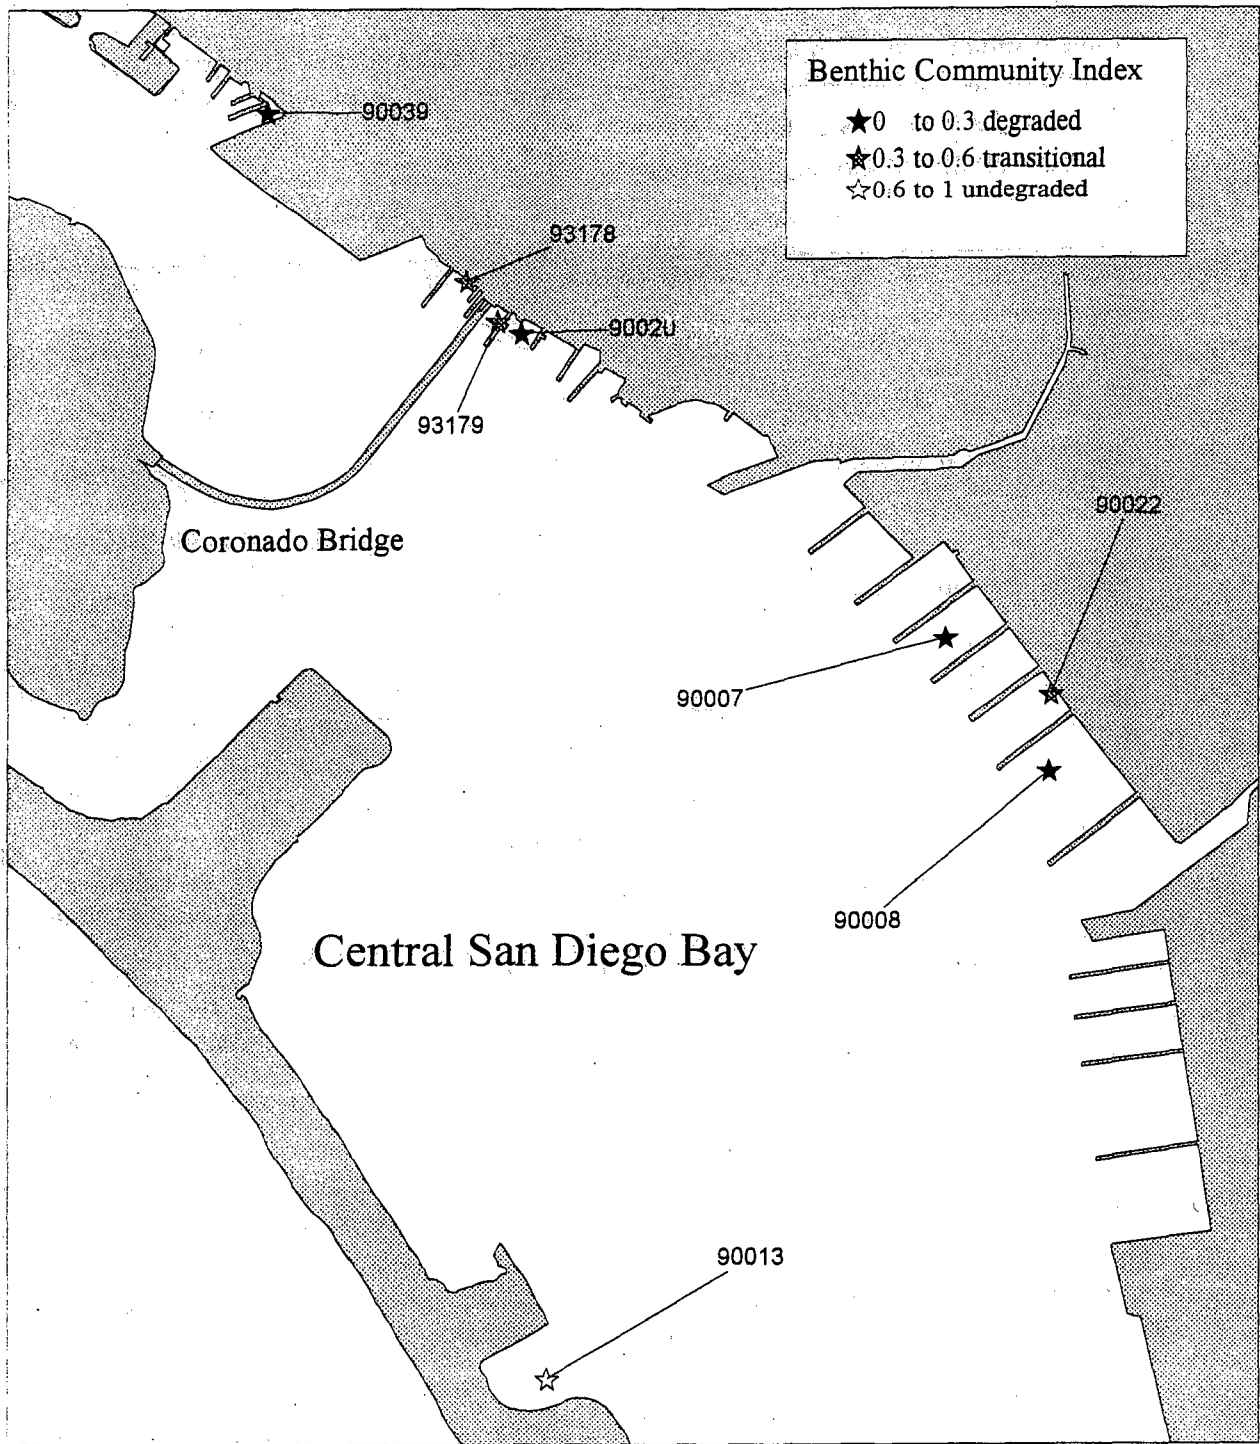 Benthic Community Index
★0 to 0.3 degraded
★0.3 to 0.6 transitional
☆0.6 to 1 undegraded
90039
93178
90020
93179
90022
Coronado Bridge
90007
90008
Central San Diego Bay
90013